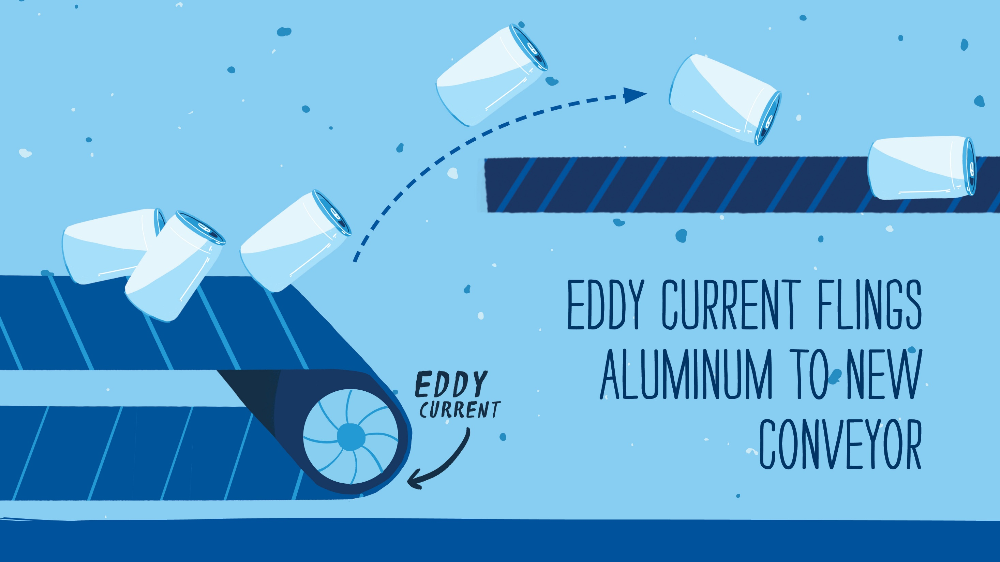 EDDY CURRENT FLINGS
ALUMINUM TO NEW
CONVEYOR
EDDY
CURRENT